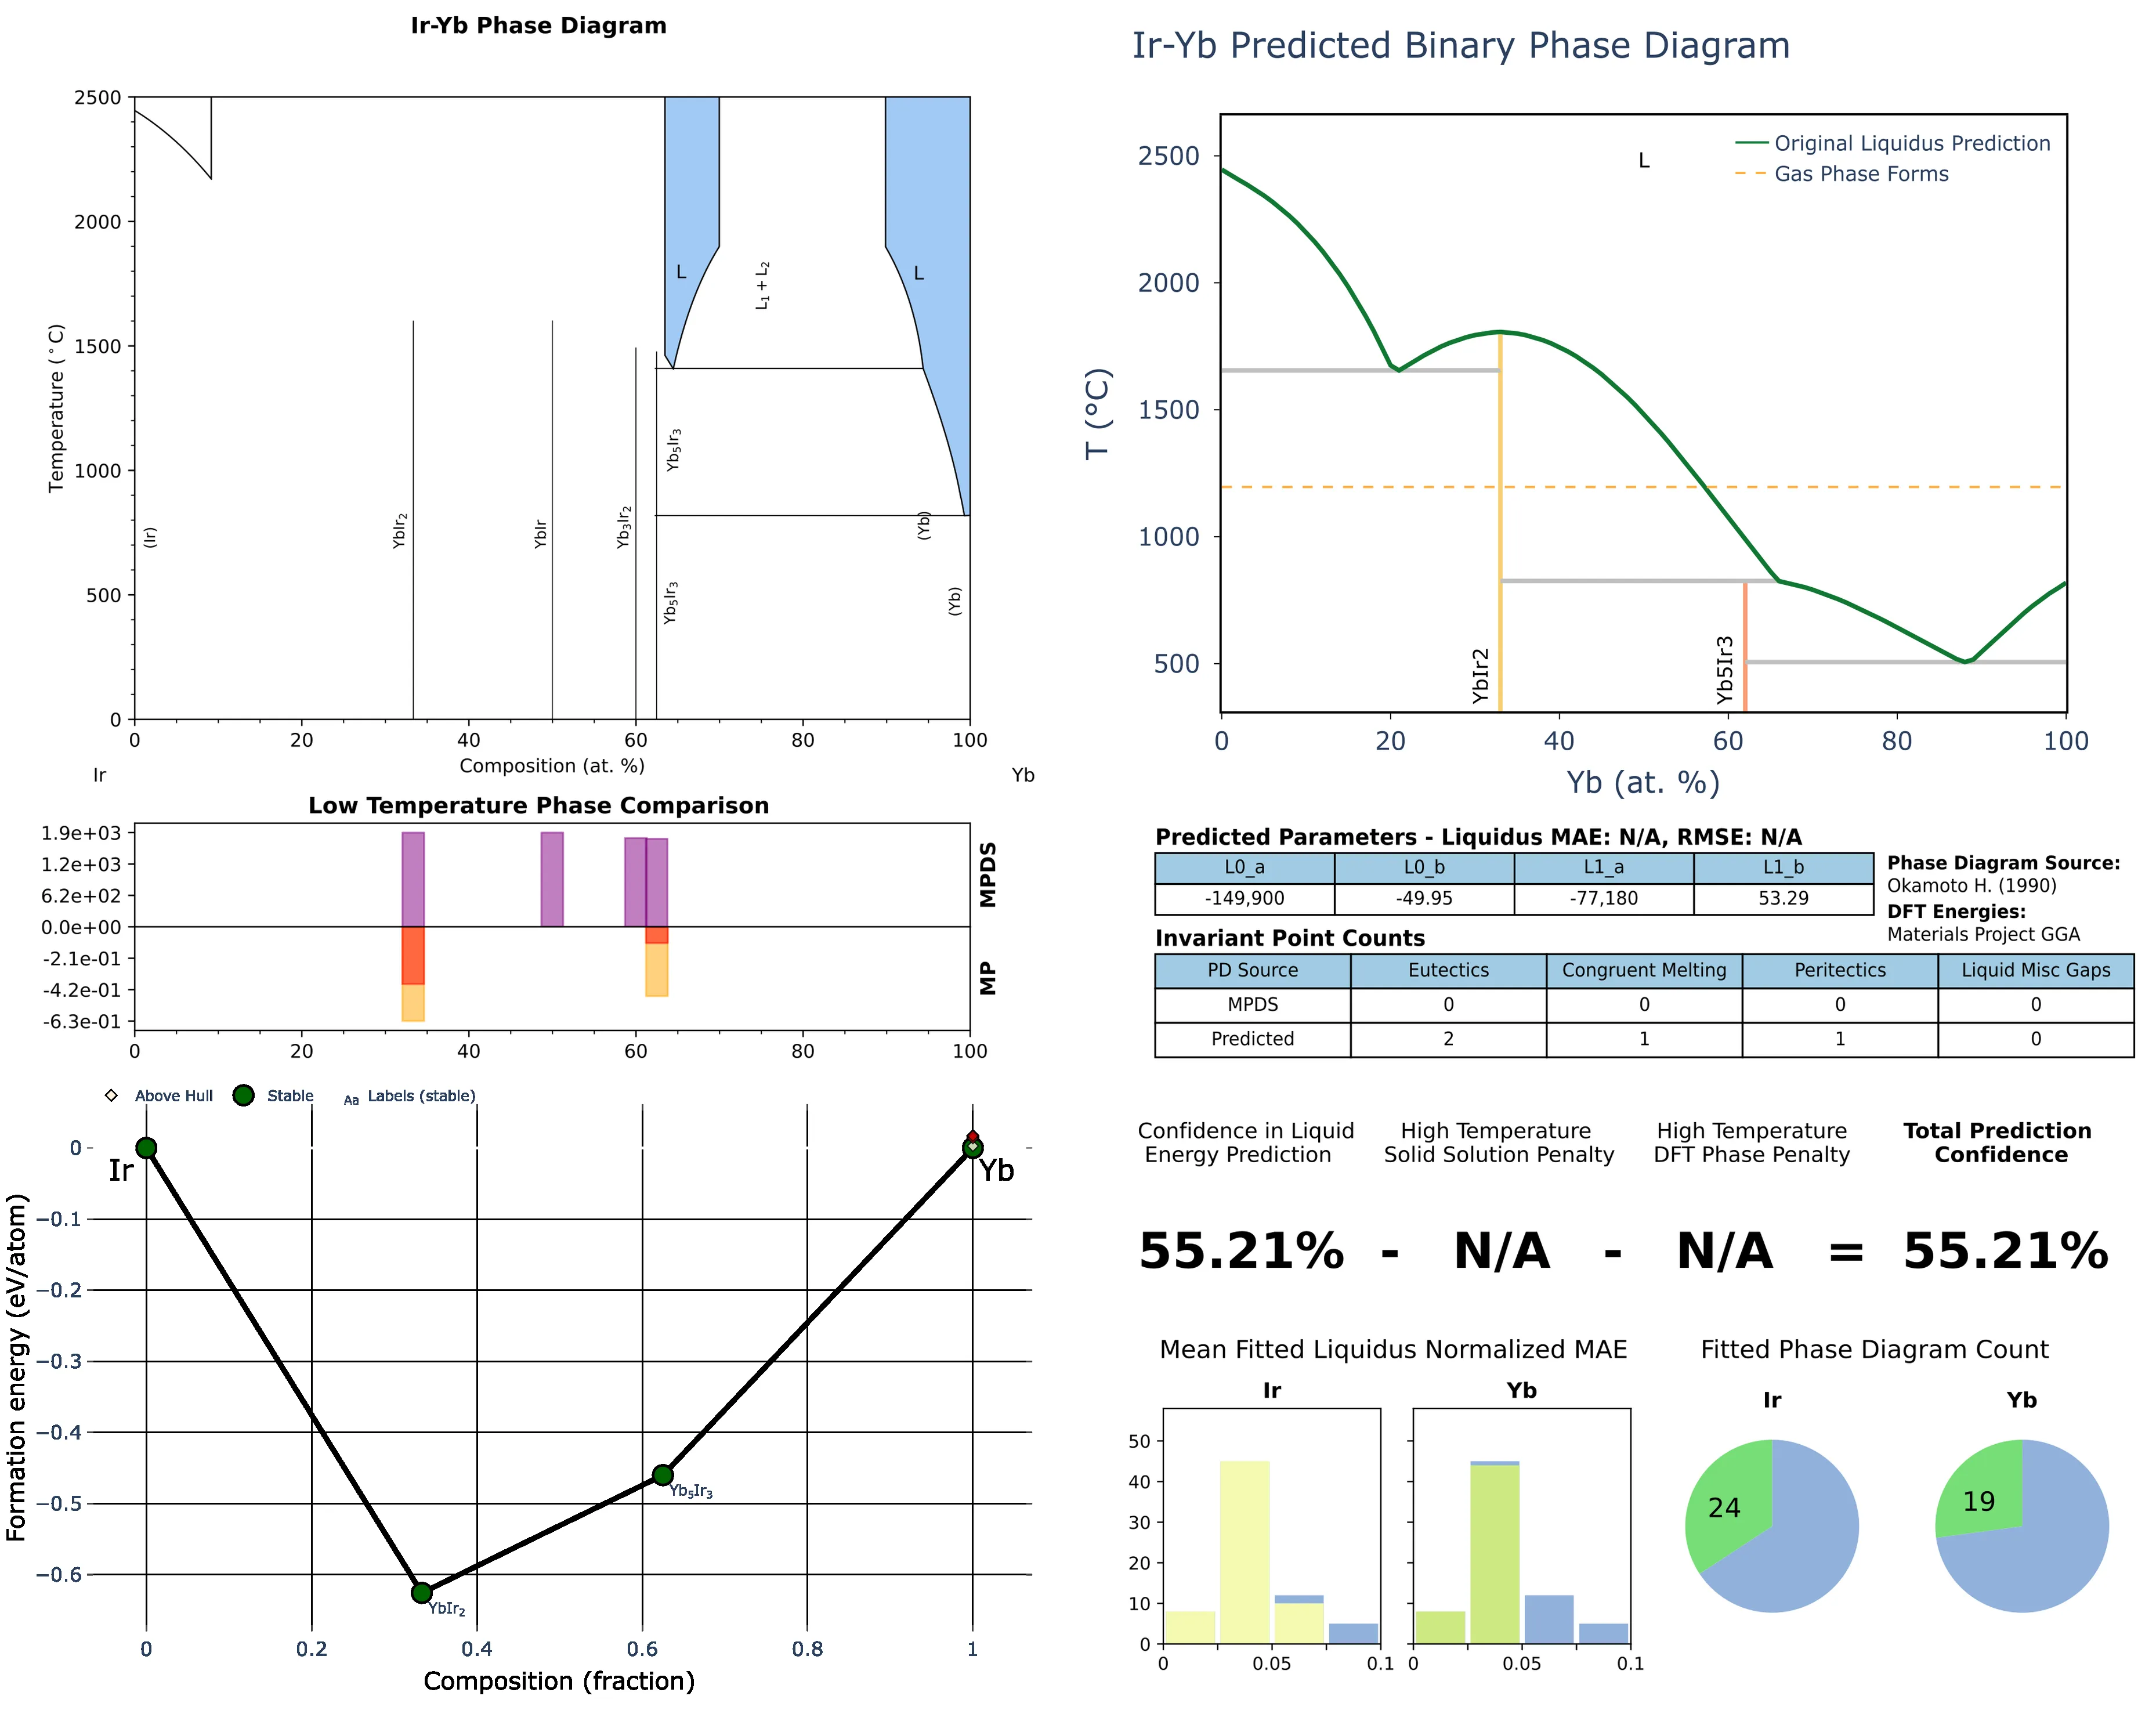 Ir-Yb Phase Diagram
2500
2000
1500
1000
500
0
Temperature (°C)
L
L
L₁ + L₂
(Ir)
YbIr₂
YbIr
Yb₃Ir₂
Yb₅Ir₃
Yb₅Ir₃
(Yb)
(Yb)
0 20 40 60 80 100
Composition (at. %)
Ir Yb
Ir-Yb Predicted Binary Phase Diagram
L
Original Liquidus Prediction
Gas Phase Forms
2500
2000
1500
1000
500
T (°C)
YbIr2
Yb5Ir3
0 20 40 60 80 100
Yb (at. %)
Low Temperature Phase Comparison
1.9e+03
1.2e+03
6.2e+02
0.0e+00
-2.1e-01
-4.2e-01
-6.3e-01
MPDS
MP
0 20 40 60 80 100
Predicted Parameters - Liquidus MAE: N/A, RMSE: N/A
L0_a L0_b L1_a L1_b
-149,900 -49.95 -77,180 53.29
Phase Diagram Source:
Okamoto H. (1990)
DFT Energies:
Materials Project GGA
Invariant Point Counts
PD Source Eutectics Congruent Melting Peritectics Liquid Misc Gaps
MPDS 0 0 0 0
Predicted 2 1 1 0
Above Hull Stable Aa Labels (stable)
0
−0.1
−0.2
−0.3
−0.4
−0.5
−0.6
Formation energy (eV/atom)
Ir
Yb
Yb₅Ir₃
YbIr₂
0 0.2 0.4 0.6 0.8 1
Composition (fraction)
Confidence in Liquid
Energy Prediction
High Temperature
Solid Solution Penalty
High Temperature
DFT Phase Penalty
Total Prediction
Confidence
55.21% - N/A - N/A = 55.21%
Mean Fitted Liquidus Normalized MAE
Ir Yb
50
40
30
20
10
0
0 0.05 0.1
0 0.05 0.1
Fitted Phase Diagram Count
Ir Yb
24 19